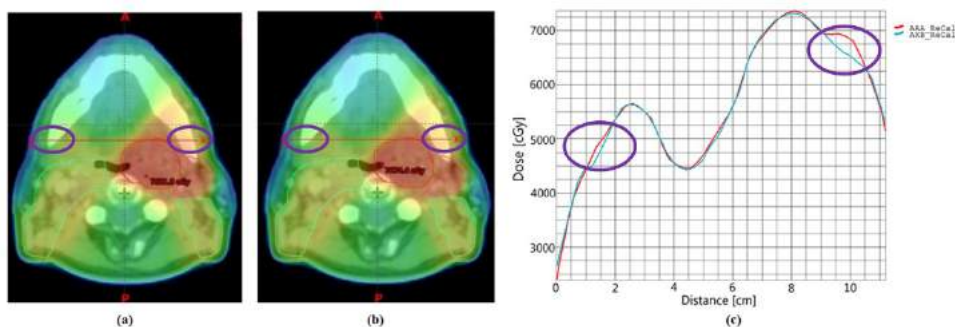 A
A
7000
6000
5000
4000
3000
Dose [cGy]
0
2
4
6
8
10
Distance [cm]
AAA_ReCal
AXB_ReCal
P
P
(a)
(b)
(c)